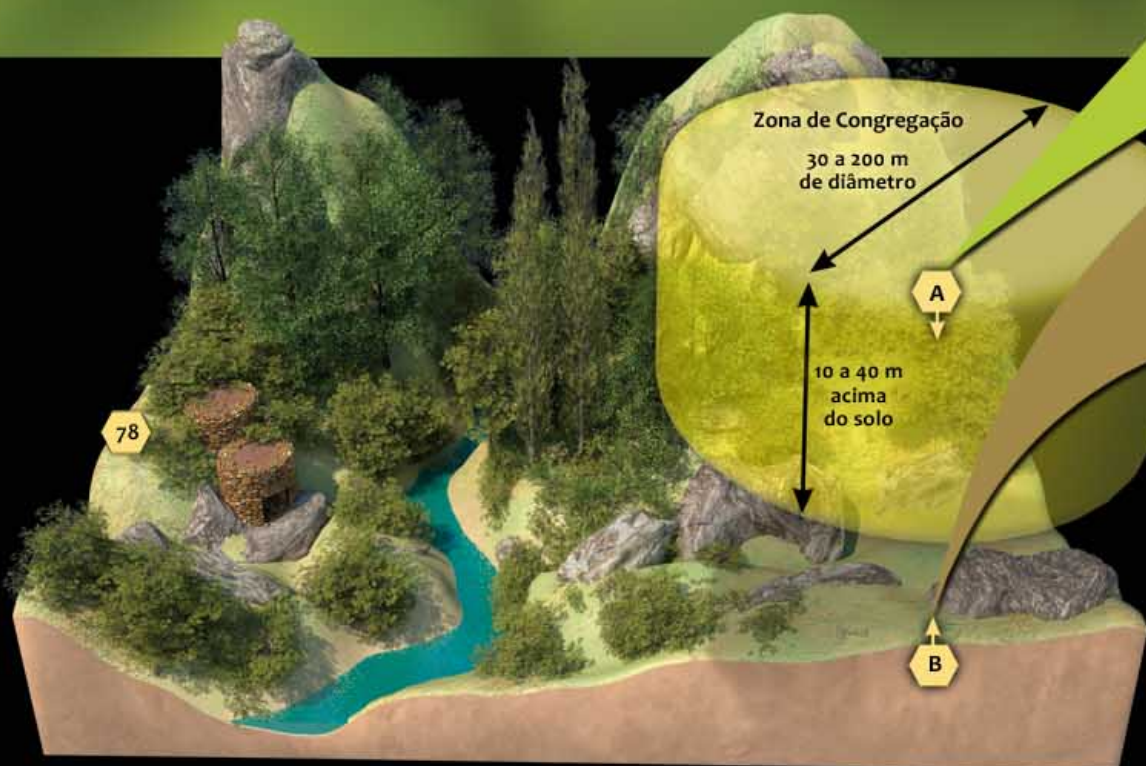 Zona de Congregação
30 a 200 m
de diâmetro
A
10 a 40 m
acima
do solo
78
B